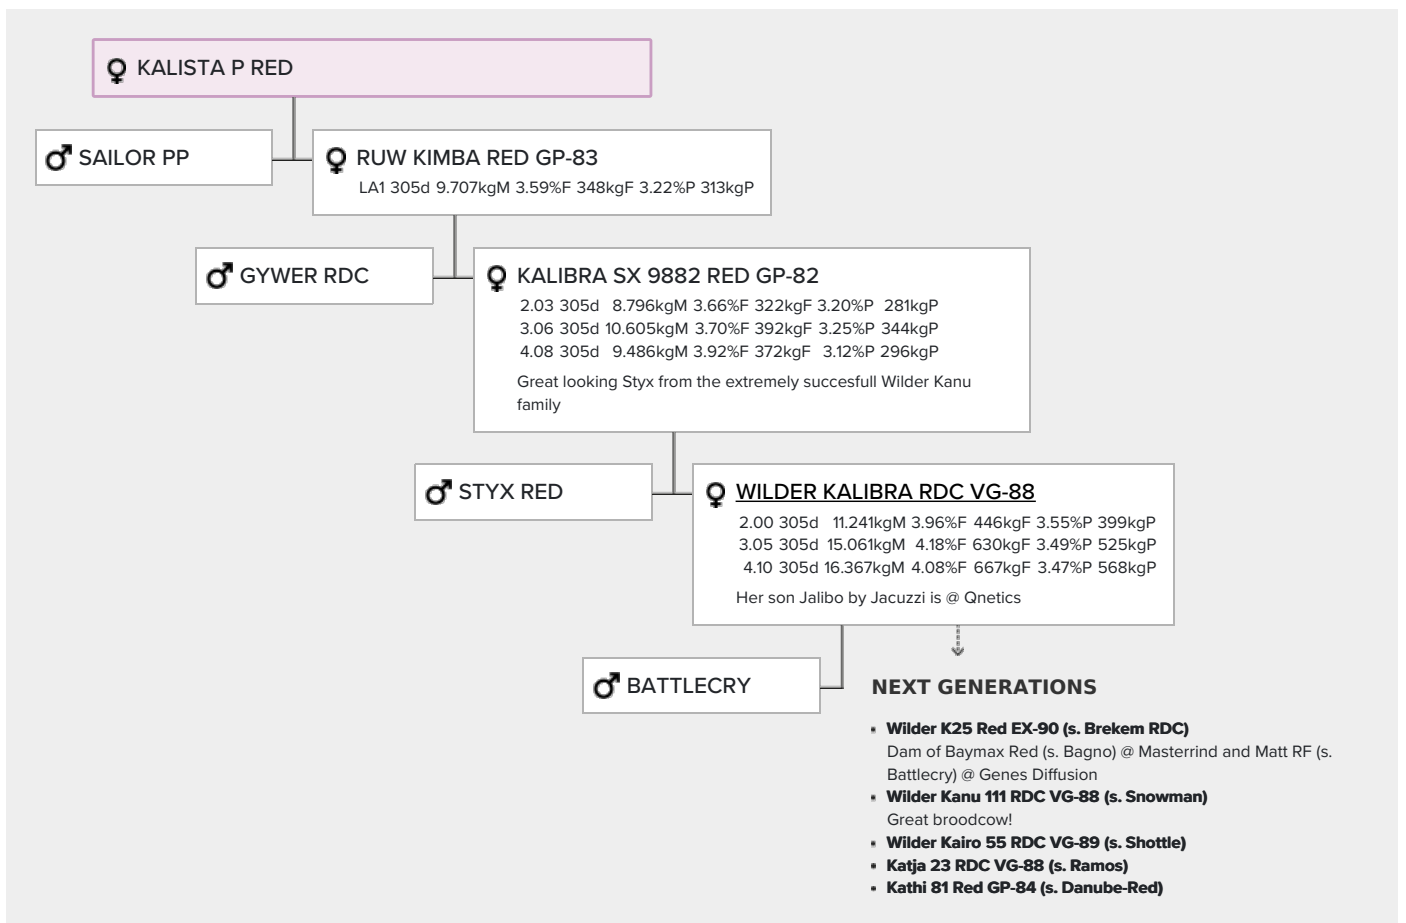 KALISTA P RED
SAILOR PP
RUW KIMBA RED GP-83
LA1 305d 9.707kgM 3.59%F 348kgF 3.22%P 313kgP
GYWER RDC
KALIBRA SX 9882 RED GP-82
2.03 305d 8.796kgM 3.66%F 322kgF 3.20%P 281kgP
3.06 305d 10.605kgM 3.70%F 392kgF 3.25%P 344kgP
4.08 305d 9.486kgM 3.92%F 372kgF 3.12%P 296kgP
Great looking Styx from the extremely succesfull Wilder Kanu
family
STYX RED
WILDER KALIBRA RDC VG-88
2.00 305d 11.241kgM 3.96%F 446kgF 3.55%P 399kgP
3.05 305d 15.061kgM 4.18%F 630kgF 3.49%P 525kgP
4.10 305d 16.367kgM 4.08%F 667kgF 3.47%P 568kgP
Her son Jalibo by Jacuzzi is @ Qnetics
BATTLECRY
NEXT GENERATIONS
Wilder K25 Red EX-90 (s. Brekem RDC)
Dam of Baymax Red (s. Bagno) @ Masterrind and Matt RF (s.
Battlecry) @ Genes Diffusion
Wilder Kanu 111 RDC VG-88 (s. Snowman)
Great broodcow!
Wilder Kairo 55 RDC VG-89 (s. Shottle)
Katja 23 RDC VG-88 (s. Ramos)
Kathi 81 Red GP-84 (s. Danube-Red)